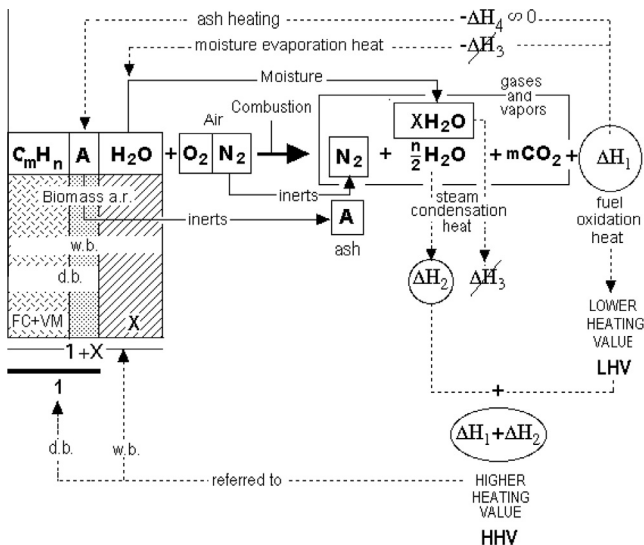 ash heating
-ΔH₄ ∽ 0
moisture evaporation heat
-ΔH₃
Moisture
gases
and
vapors
Combustion
Air
XH₂O
CₘHₙ A H₂O + O₂ N₂ N₂ + n/2 H₂O + mCO₂ + ΔH₁
Biomass a.r.
inerts
inerts
A
ash
steam
condensation
heat
fuel
oxidation
heat
w.b.
d.b.
ΔH₂
ΔH₃
FC+VM
X
LOWER
HEATING
VALUE
LHV
1+X
1
+
ΔH₁+ΔH₂
d.b.
w.b.
referred to
HIGHER
HEATING
VALUE
HHV